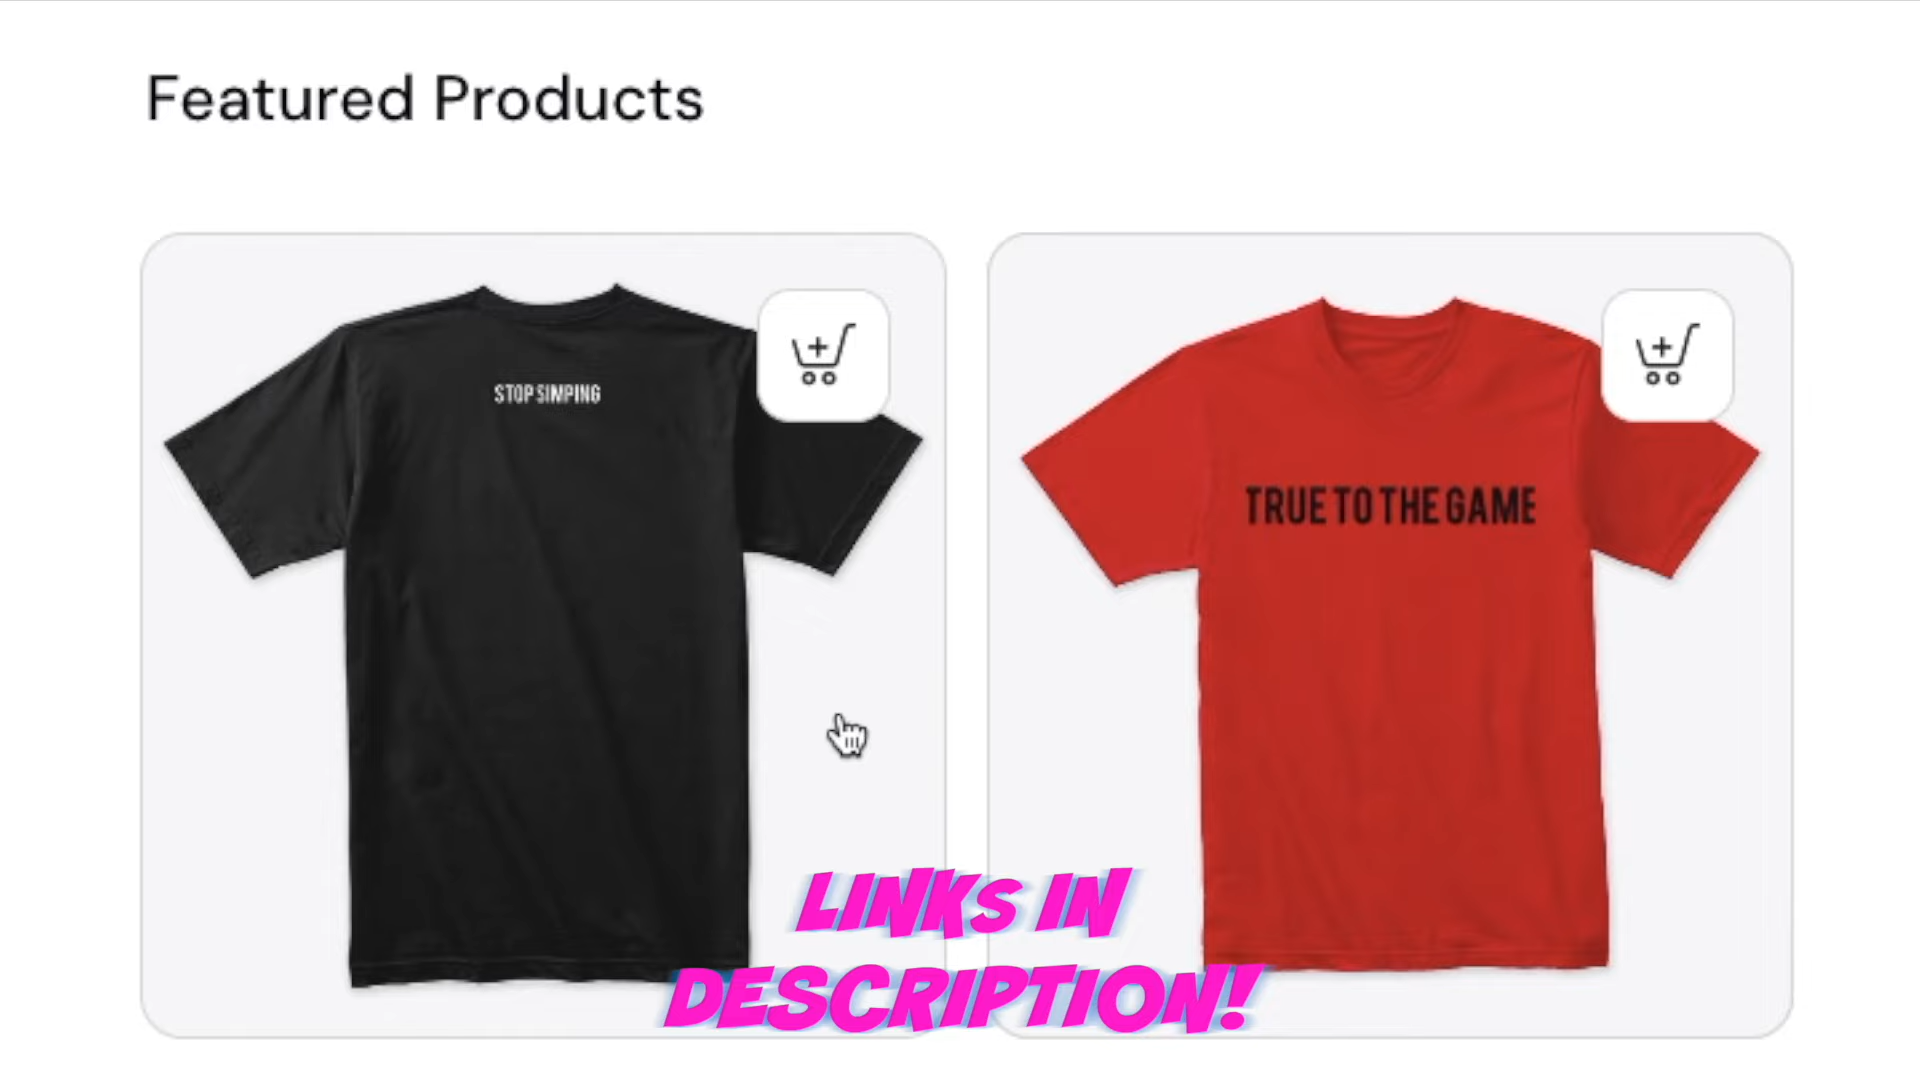 Featured Products
STOP SIMPING
TRUE TO THE GAME
LINKS IN
DESCRIPTION!